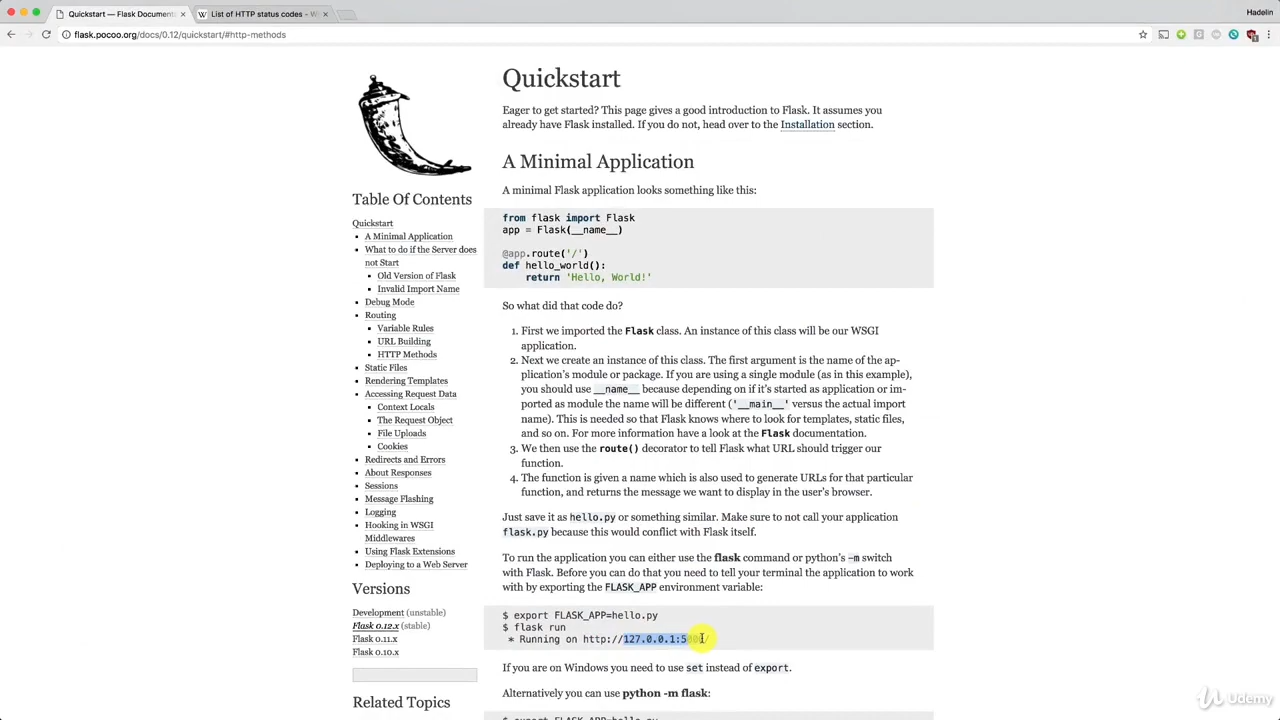 Quickstart — Flask Document
List of HTTP status codes - W
Hadelin
flask.pocoo.org/docs/0.12/quickstart/#http-methods
Table Of Contents
Quickstart
A Minimal Application
What to do if the Server does
not Start
Old Version of Flask
Invalid Import Name
Debug Mode
Routing
Variable Rules
URL Building
HTTP Methods
Static Files
Rendering Templates
Accessing Request Data
Context Locals
The Request Object
File Uploads
Cookies
Redirects and Errors
About Responses
Sessions
Message Flashing
Logging
Hooking in WSGI
Middlewares
Using Flask Extensions
Deploying to a Web Server
Versions
Development (unstable)
Flask 0.12.x (stable)
Flask 0.11.x
Flask 0.10.x
Related Topics
Quickstart
Eager to get started? This page gives a good introduction to Flask. It assumes you
already have Flask installed. If you do not, head over to the Installation section.
A Minimal Application
A minimal Flask application looks something like this:
from flask import Flask
app = Flask(__name__)
@app.route('/')
def hello_world():
return 'Hello, World!'
So what did that code do?
1. First we imported the Flask class. An instance of this class will be our WSGI
application.
2. Next we create an instance of this class. The first argument is the name of the ap-
plication's module or package. If you are using a single module (as in this example),
you should use __name__ because depending on if it's started as application or im-
ported as module the name will be different ('__main__' versus the actual import
name). This is needed so that Flask knows where to look for templates, static files,
and so on. For more information have a look at the Flask documentation.
3. We then use the route() decorator to tell Flask what URL should trigger our
function.
4. The function is given a name which is also used to generate URLs for that particular
function, and returns the message we want to display in the user's browser.
Just save it as hello.py or something similar. Make sure to not call your application
flask.py because this would conflict with Flask itself.
To run the application you can either use the flask command or python's -m switch
with Flask. Before you can do that you need to tell your terminal the application to work
with by exporting the FLASK_APP environment variable:
$ export FLASK_APP=hello.py
$ flask run
* Running on http://127.0.0.1:5000/
If you are on Windows you need to use set instead of export.
Alternatively you can use python -m flask:
$ export FLASK_APP=hello.py
Udemy